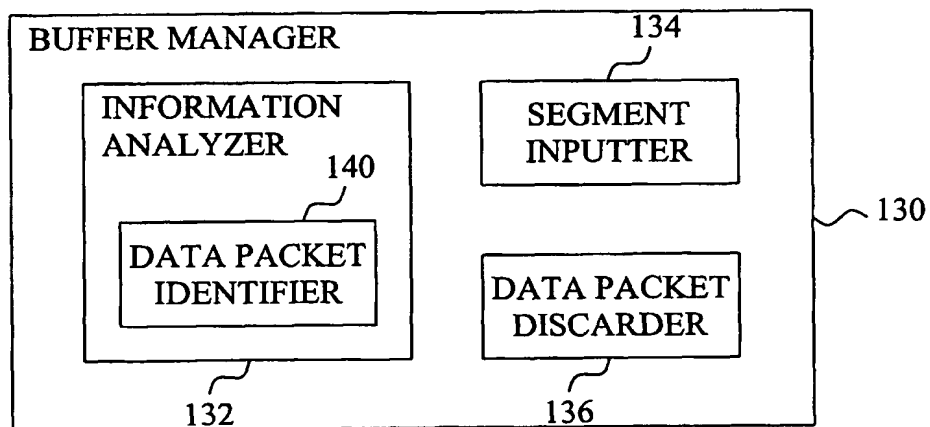 BUFFER MANAGER
134
INFORMATION
ANALYZER
SEGMENT
INPUTTER
140
130
DATA PACKET
IDENTIFIER
DATA PACKET
DISCARDER
132
136